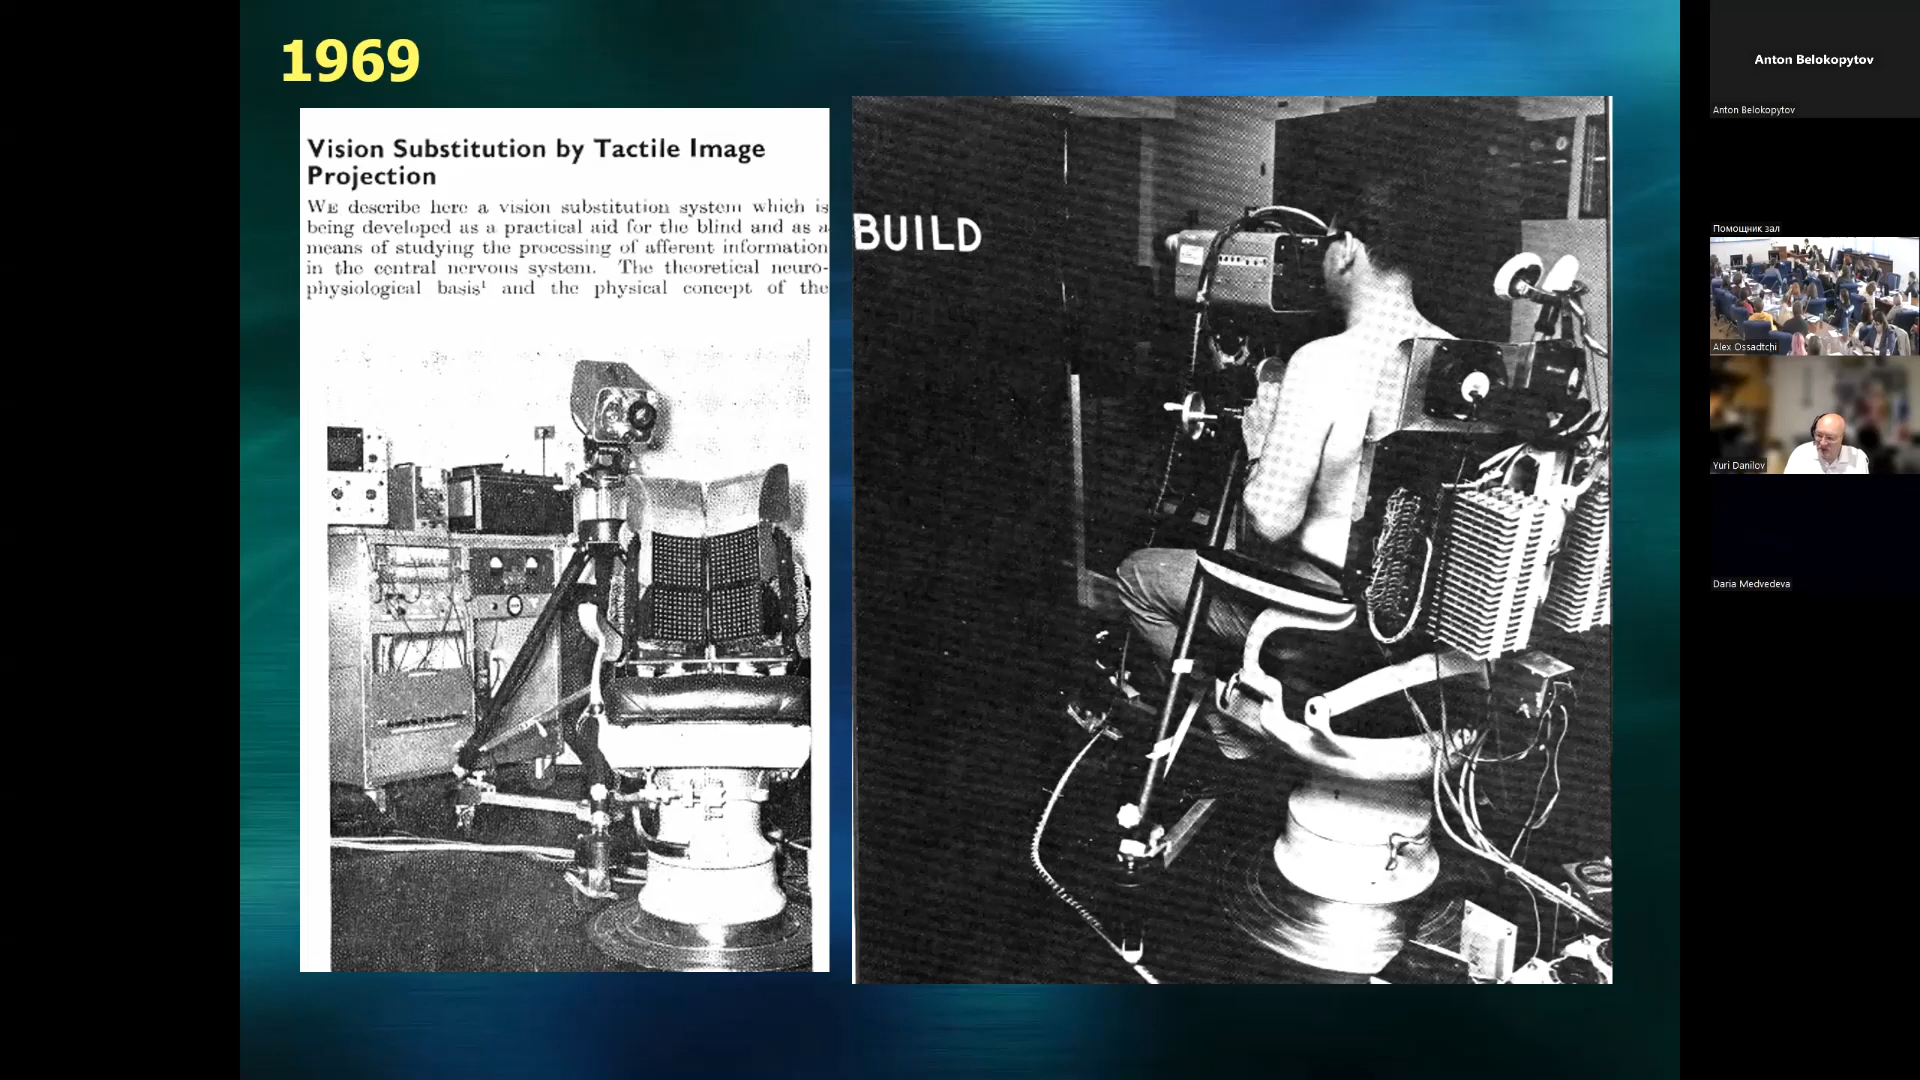 1969
Vision Substitution by Tactile Image
Projection
WE describe here a vision substitution system which is
being developed as a practical aid for the blind and as a
means of studying the processing of afferent information
in the central nervous system. The theoretical neuro-
physiological basis¹ and the physical concept of the
BUILD
Anton Belokopytov
Anton Belokopytov
Помощник зал
Alex Ossadtchi
Yuri Danilov
Daria Medvedeva